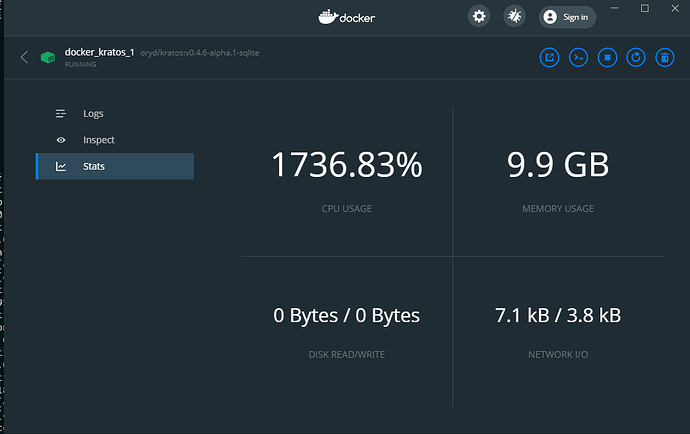 docker
Sign in
docker_kratos_1 oryd/kratos:v0.4.6-alpha.1-sqlite
RUNNING
Logs
Inspect
Stats
1736.83%
CPU USAGE
9.9 GB
MEMORY USAGE
0 Bytes / 0 Bytes
DISK READ/WRITE
7.1 kB / 3.8 kB
NETWORK I/O